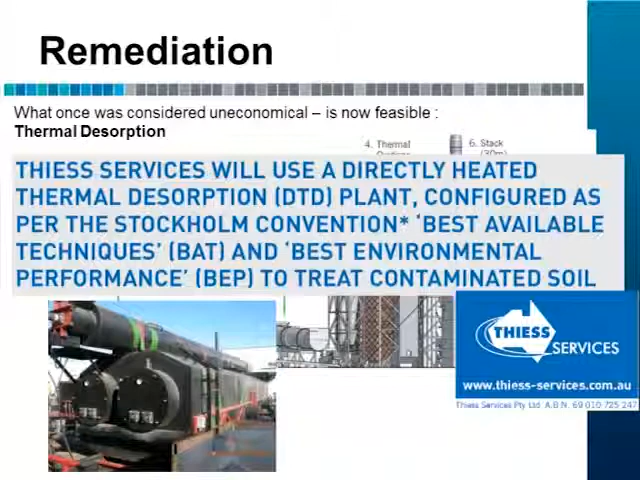 Remediation
What once was considered uneconomical – is now feasible :
Thermal Desorption
4. Thermal
6. Stack
(30m)
THIESS SERVICES WILL USE A DIRECTLY HEATED
THERMAL DESORPTION (DTD) PLANT, CONFIGURED AS
PER THE STOCKHOLM CONVENTION* ‘BEST AVAILABLE
TECHNIQUES’ (BAT) AND ‘BEST ENVIRONMENTAL
PERFORMANCE’ (BEP) TO TREAT CONTAMINATED SOIL
THIESS
SERVICES
www.thiess-services.com.au
Thiess Services Pty Ltd A.B.N. 69 010 725 247